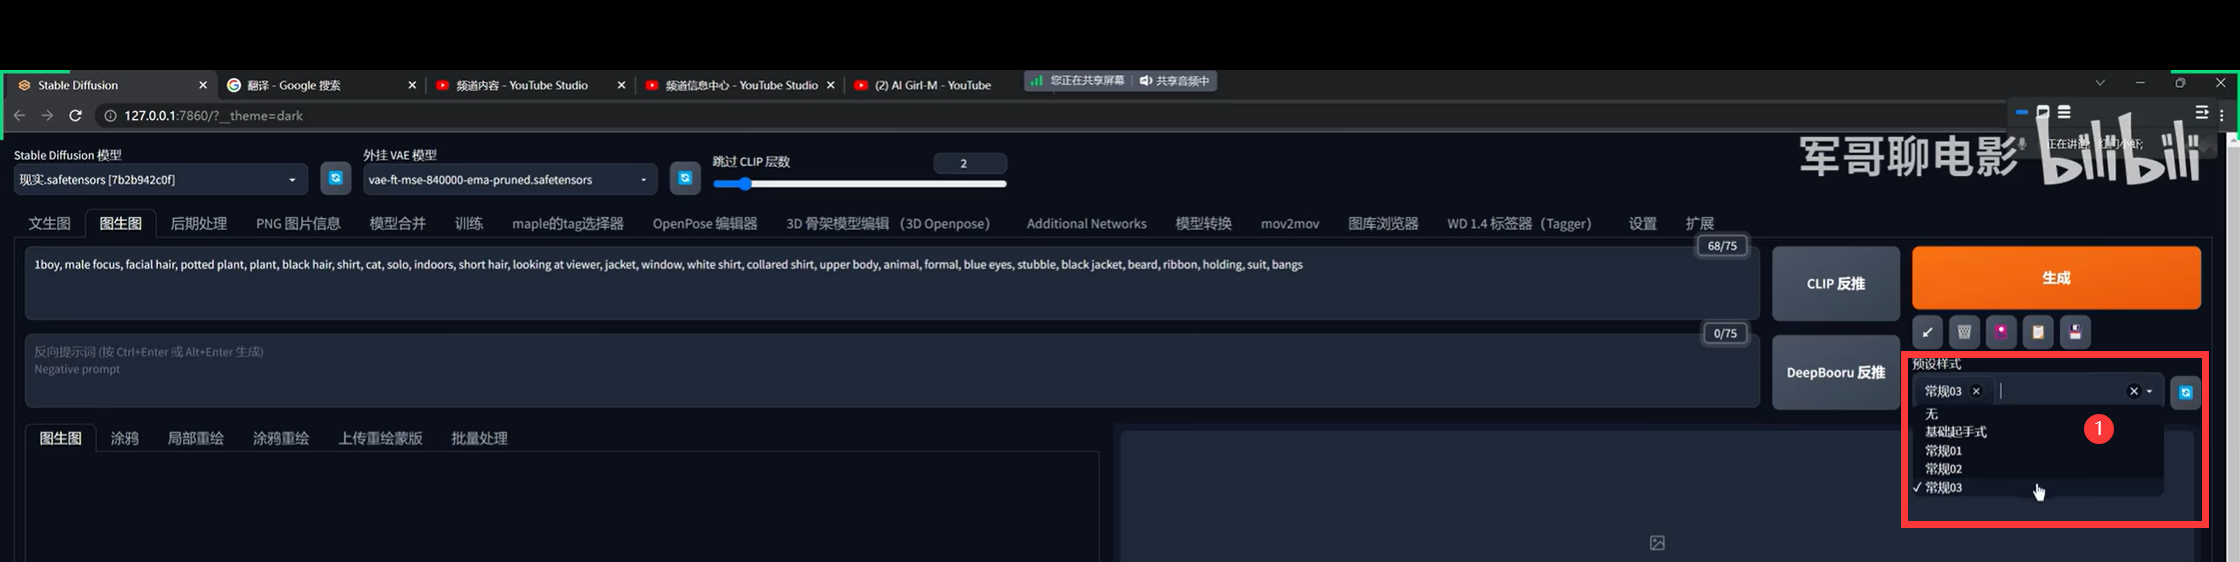 Stable Diffusion
翻译 - Google 搜索
频道内容 - YouTube Studio
频道信息中心 - YouTube Studio
(2) AI Girl-M - YouTube
您正在共享屏幕
共享音频中
127.0.0.1:7860/?__theme=dark
军哥聊电影
bilibili
正在讲话:
Stable Diffusion 模型
外挂 VAE 模型
跳过 CLIP 层数
2
现实.safetensors [7b2b942c0f]
vae-ft-mse-840000-ema-pruned.safetensors
文生图
图生图
后期处理
PNG 图片信息
模型合并
训练
maple的tag选择器
OpenPose 编辑器
3D 骨架模型编辑 （3D Openpose）
Additional Networks
模型转换
mov2mov
图库浏览器
WD 1.4 标签器（Tagger）
设置
扩展
68/75
1boy, male focus, facial hair, potted plant, plant, black hair, shirt, cat, solo, indoors, short hair, looking at viewer, jacket, window, white shirt, collared shirt, upper body, animal, formal, blue eyes, stubble, black jacket, beard, ribbon, holding, suit, bangs
CLIP 反推
生成
0/75
反向提示词 (按 Ctrl+Enter 或 Alt+Enter 生成)
Negative prompt
DeepBooru 反推
预设样式
常规03
无
基础起手式
常规01
常规02
✓ 常规03
1
图生图
涂鸦
局部重绘
涂鸦重绘
上传重绘蒙版
批量处理